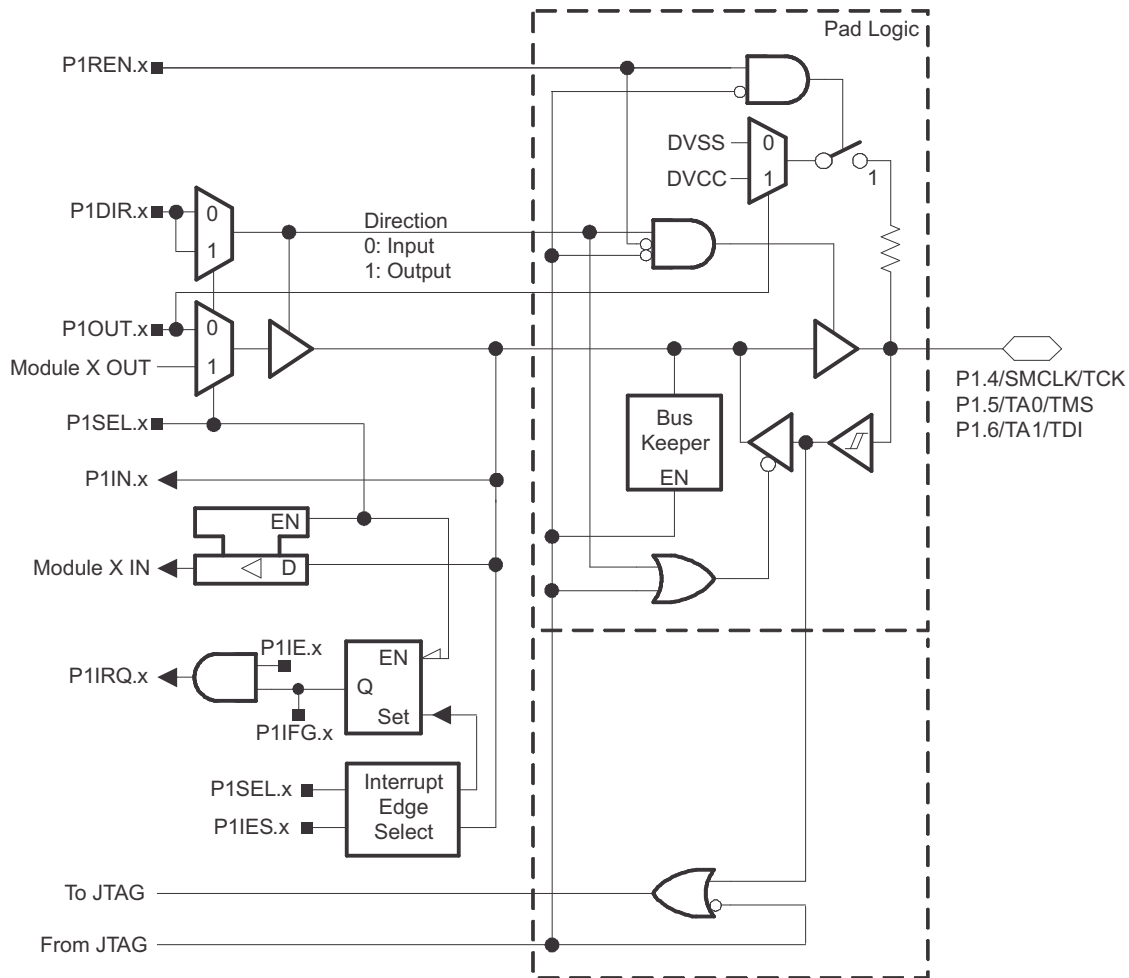 Pad Logic
P1REN.x
DVSS
0
DVCC
1
1
P1DIR.x
0
1
Direction
0: Input
1: Output
P1OUT.x
0
Module X OUT
1
P1.4/SMCLK/TCK
P1.5/TA0/TMS
P1.6/TA1/TDI
Bus
Keeper
EN
P1SEL.x
P1IN.x
EN
Module X IN
D
P1IE.x
P1IRQ.x
EN
Q
Set
P1IFG.x
P1SEL.x
P1IES.x
Interrupt
Edge
Select
To JTAG
From JTAG